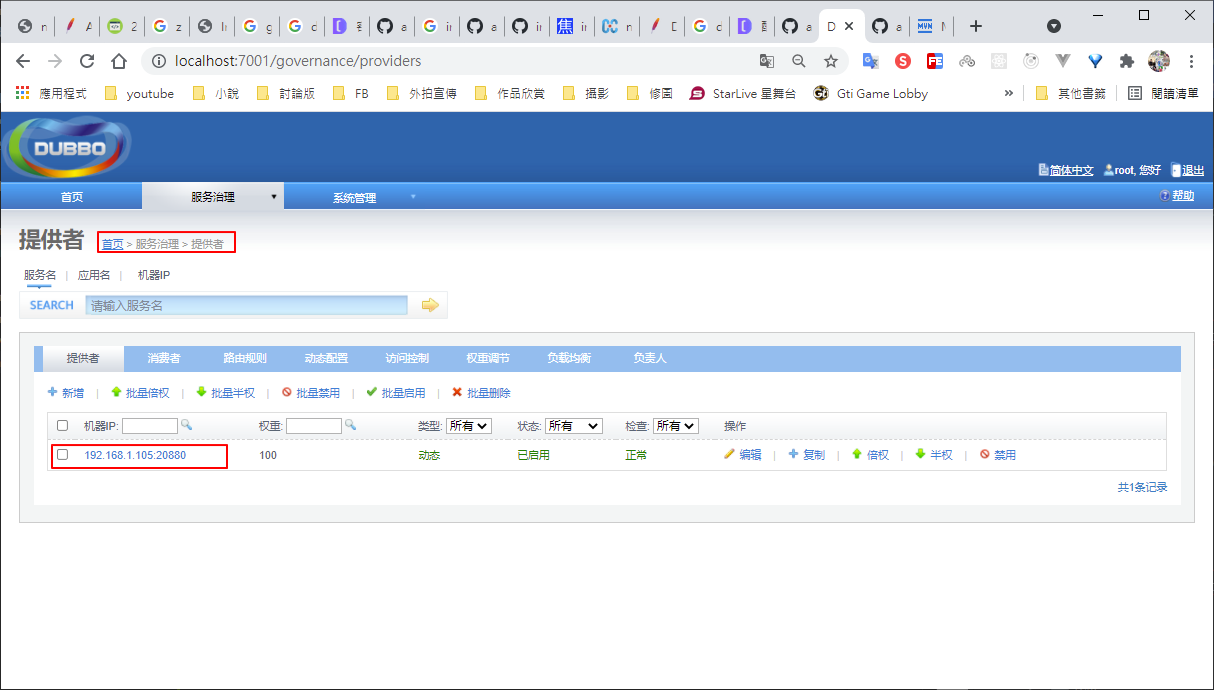 localhost:7001/governance/providers
應用程式 youtube 小說 討論版 FB 外拍宣傳 作品欣賞 攝影 修圖 StarLive 星舞台 Gti Game Lobby » 其他書籤 閱讀清單
DUBBO
简体中文 root, 您好 退出
首页 服务治理 系统管理 帮助
提供者 首页 > 服务治理 > 提供者
服务名 | 应用名 | 机器IP
SEARCH 请输入服务名
提供者 消费者 路由规则 动态配置 访问控制 权重调节 负载均衡 负责人
新增 | 批量倍权 | 批量半权 | 批量禁用 | 批量启用 | 批量删除
机器IP: 权重: 类型: 所有 状态: 所有 检查: 所有 操作
192.168.1.105:20880 100 动态 已启用 正常 编辑 | 复制 | 倍权 | 半权 | 禁用
共1条记录